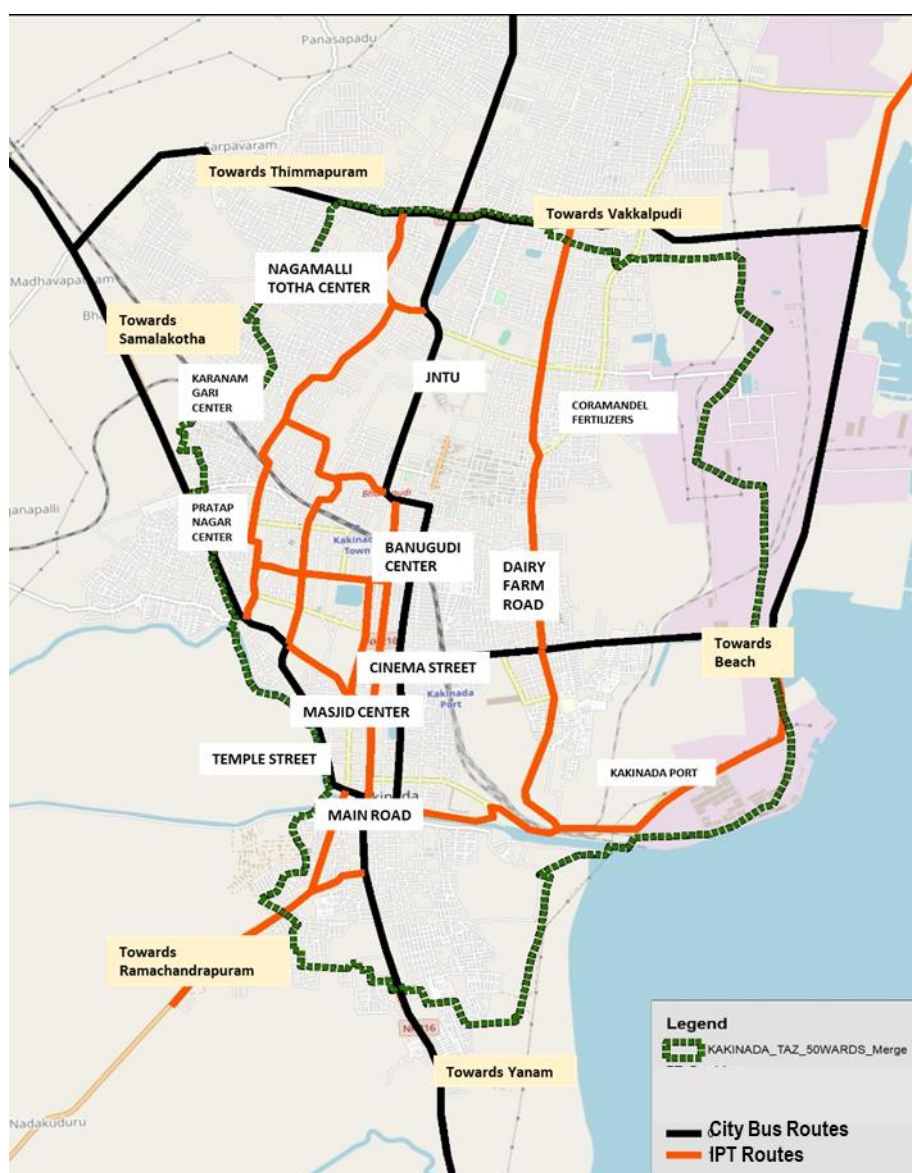 Panasapadu
Sarpavaram
Towards Thimmapuram
Towards Vakkalpudi
NAGAMALLI
TOTHA CENTER
Madhavapatnam
Towards
Samalakotha
KARANAM
GARI
CENTER
JNTU
CORAMANDEL
FERTILIZERS
PRATAP
NAGAR
CENTER
Kakinada
Town
BANUGUDI
CENTER
DAIRY
FARM
ROAD
CINEMA STREET
Towards
Beach
Kakinada
Port
MASJID CENTER
TEMPLE STREET
KAKINADA PORT
MAIN ROAD
Towards
Ramachandrapuram
Towards Yanam
Nadakuduru
Legend
KAKINADA_TAZ_50WARDS_Merge
City Bus Routes
IPT Routes